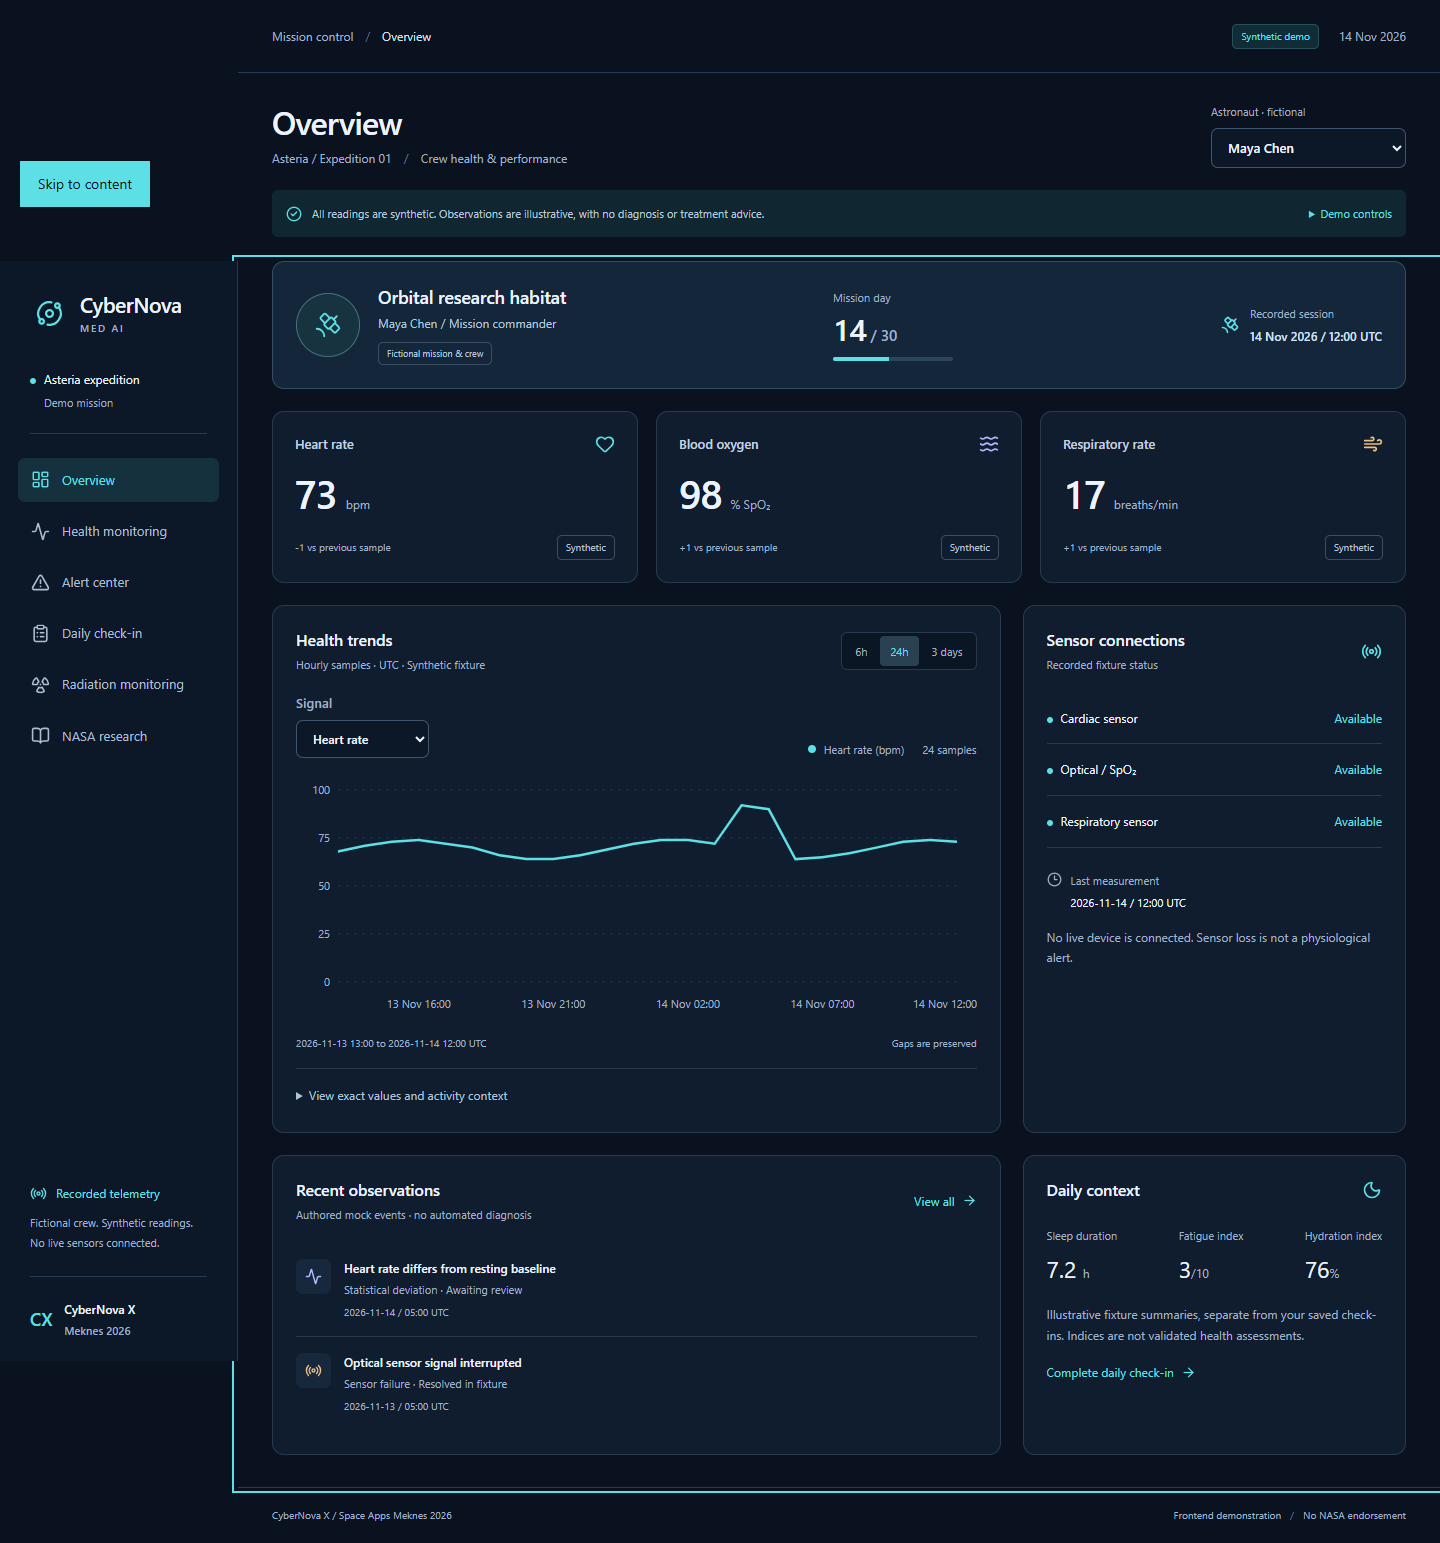 Mission control / Overview
Synthetic demo
14 Nov 2026
Overview
Asteria / Expedition 01 / Crew health & performance
Astronaut · fictional
Maya Chen
Skip to content
All readings are synthetic. Observations are illustrative, with no diagnosis or treatment advice.
Demo controls
CyberNova
MED AI
Asteria expedition
Demo mission
Overview
Health monitoring
Alert center
Daily check-in
Radiation monitoring
NASA research
Recorded telemetry
Fictional crew. Synthetic readings.
No live sensors connected.
CX
CyberNova X
Meknes 2026
Orbital research habitat
Maya Chen / Mission commander
Fictional mission & crew
Mission day
14 / 30
Recorded session
14 Nov 2026 / 12:00 UTC
Heart rate
73 bpm
-1 vs previous sample
Synthetic
Blood oxygen
98 % SpO₂
+1 vs previous sample
Synthetic
Respiratory rate
17 breaths/min
+1 vs previous sample
Synthetic
Health trends
Hourly samples · UTC · Synthetic fixture
6h 24h 3 days
Signal
Heart rate
Heart rate (bpm) 24 samples
100
75
50
25
0
13 Nov 16:00 13 Nov 21:00 14 Nov 02:00 14 Nov 07:00 14 Nov 12:00
2026-11-13 13:00 to 2026-11-14 12:00 UTC
Gaps are preserved
View exact values and activity context
Sensor connections
Recorded fixture status
Cardiac sensor Available
Optical / SpO₂ Available
Respiratory sensor Available
Last measurement
2026-11-14 / 12:00 UTC
No live device is connected. Sensor loss is not a physiological
alert.
Recent observations
Authored mock events · no automated diagnosis
View all
Heart rate differs from resting baseline
Statistical deviation · Awaiting review
2026-11-14 / 05:00 UTC
Optical sensor signal interrupted
Sensor failure · Resolved in fixture
2026-11-13 / 05:00 UTC
Daily context
Sleep duration Fatigue index Hydration index
7.2 h 3/10 76%
Illustrative fixture summaries, separate from your saved check-
ins. Indices are not validated health assessments.
Complete daily check-in
CyberNova X / Space Apps Meknes 2026
Frontend demonstration / No NASA endorsement